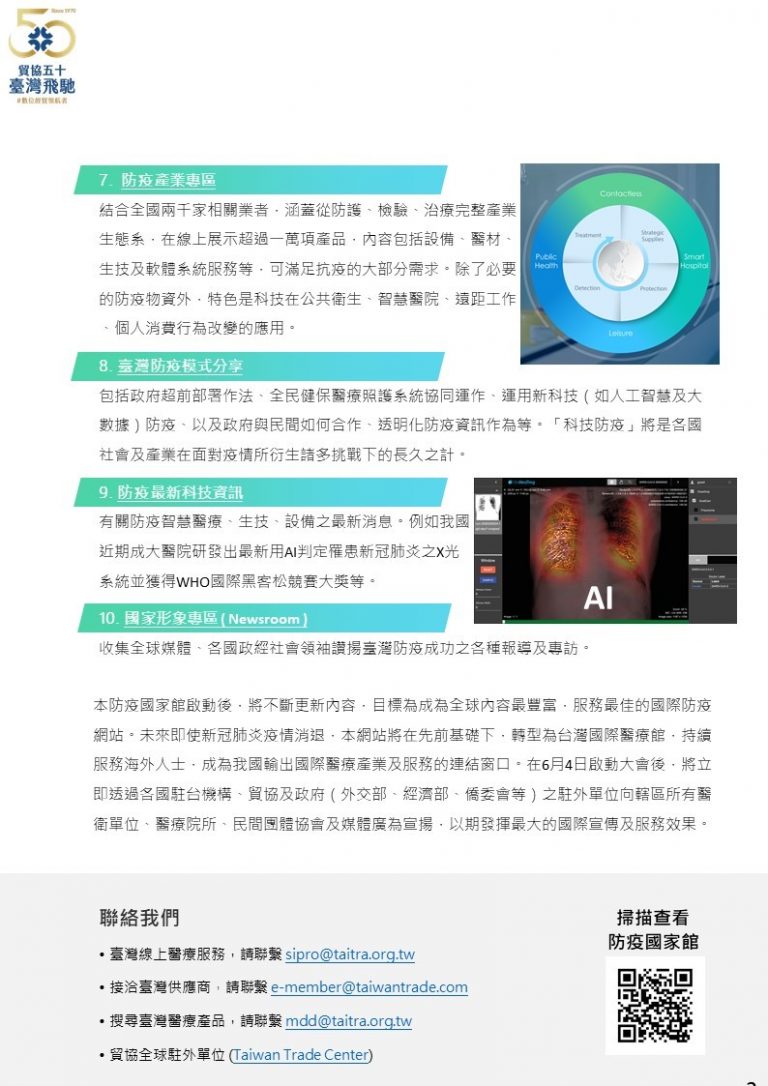 Since 1970
50
貿協五十
臺灣飛馳
#數位經貿領航者
7. 防疫產業專區
結合全國兩千家相關業者，涵蓋從防護、檢驗、治療完整產業
生態系，在線上展示超過一萬項產品，內容包括設備、醫材、
生技及軟體系統服務等，可滿足抗疫的大部分需求。除了必要
的防疫物資外，特色是科技在公共衛生、智慧醫院、遠距工作
、個人消費行為改變的應用。
Contactless
Treatment
Strategic
Supplies
Public
Health
Smart
Hospital
Detection
Protection
Leisure
8. 臺灣防疫模式分享
包括政府超前部署作法、全民健保醫療照護系統協同運作、運用新科技（如人工智慧及大
數據）防疫、以及政府與民間如何合作、透明化防疫資訊作為等。「科技防疫」將是各國
社會及產業在面對疫情所衍生諸多挑戰下的長久之計。
9. 防疫最新科技資訊
有關防疫智慧醫療、生技、設備之最新消息。例如我國
近期成大醫院研發出最新用AI判定罹患新冠肺炎之X光
系統並獲得WHO國際黑客松競賽大獎等。
AI
10. 國家形象專區 ( Newsroom )
收集全球媒體、各國政經社會領袖讚揚臺灣防疫成功之各種報導及專訪。
本防疫國家館啟動後，將不斷更新內容，目標為成為全球內容最豐富，服務最佳的國際防疫
網站。未來即使新冠肺炎疫情消退，本網站將在先前基礎下，轉型為台灣國際醫療館，持續
服務海外人士，成為我國輸出國際醫療產業及服務的連結窗口。在6月4日啟動大會後，將立
即透過各國駐台機構、貿協及政府（外交部、經濟部、僑委會等）之駐外單位向轄區所有醫
衛單位、醫療院所、民間團體協會及媒體廣為宣揚，以期發揮最大的國際宣傳及服務效果。
聯絡我們
• 臺灣線上醫療服務，請聯繫 sipro@taitra.org.tw
• 接洽臺灣供應商，請聯繫 e-member@taiwantrade.com
• 搜尋臺灣醫療產品，請聯繫 mdd@taitra.org.tw
• 貿協全球駐外單位 (Taiwan Trade Center)
掃描查看
防疫國家館